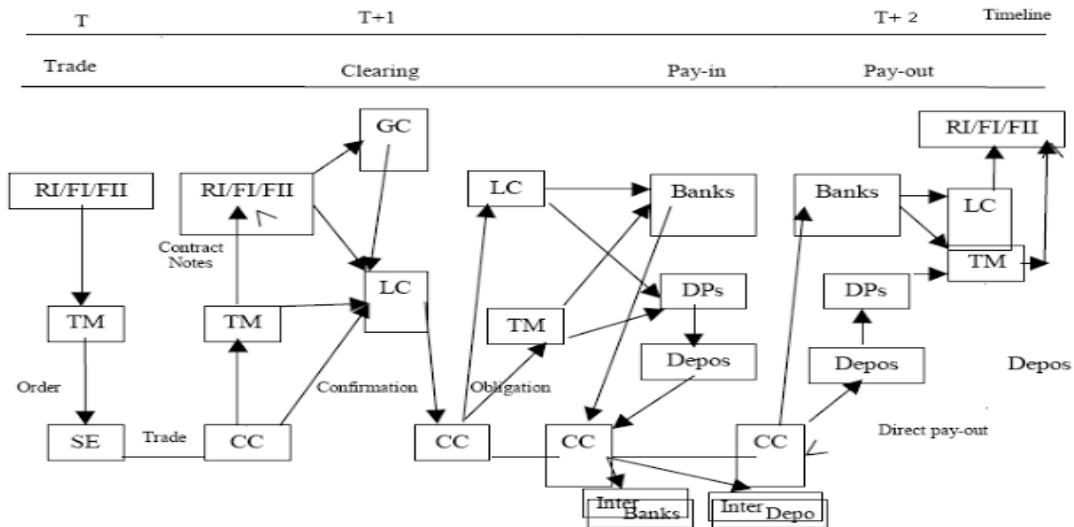 T T+1 T+ 2 Timeline
Trade Clearing Pay-in Pay-out
GC
RI/FI/FII
RI/FI/FII RI/FI/FII LC Banks Banks LC
Contract
Notes
TM
LC DPs DPs
TM TM TM
Depos Depos Depos
Order Confirmation Obligation
SE Trade CC CC CC CC Direct pay-out
Inter Inter
Banks Depo